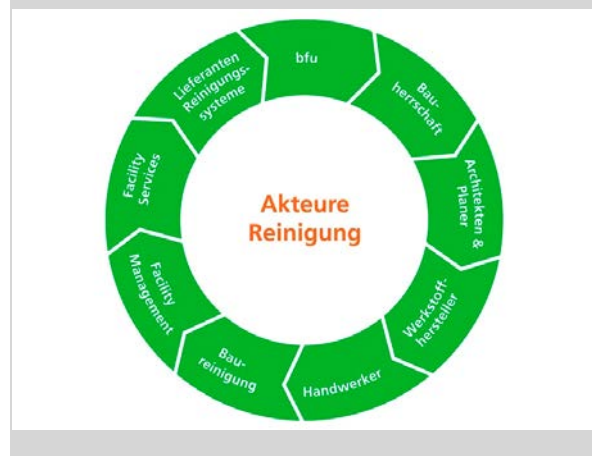 bfu
Bau-
herrschaft
Architekten &
Planer
Werkstoff-
hersteller
Handwerker
Bau-
reinigung
Facility
Management
Facility
Services
Lieferanten
Reinigungs-
systeme
Akteure
Reinigung